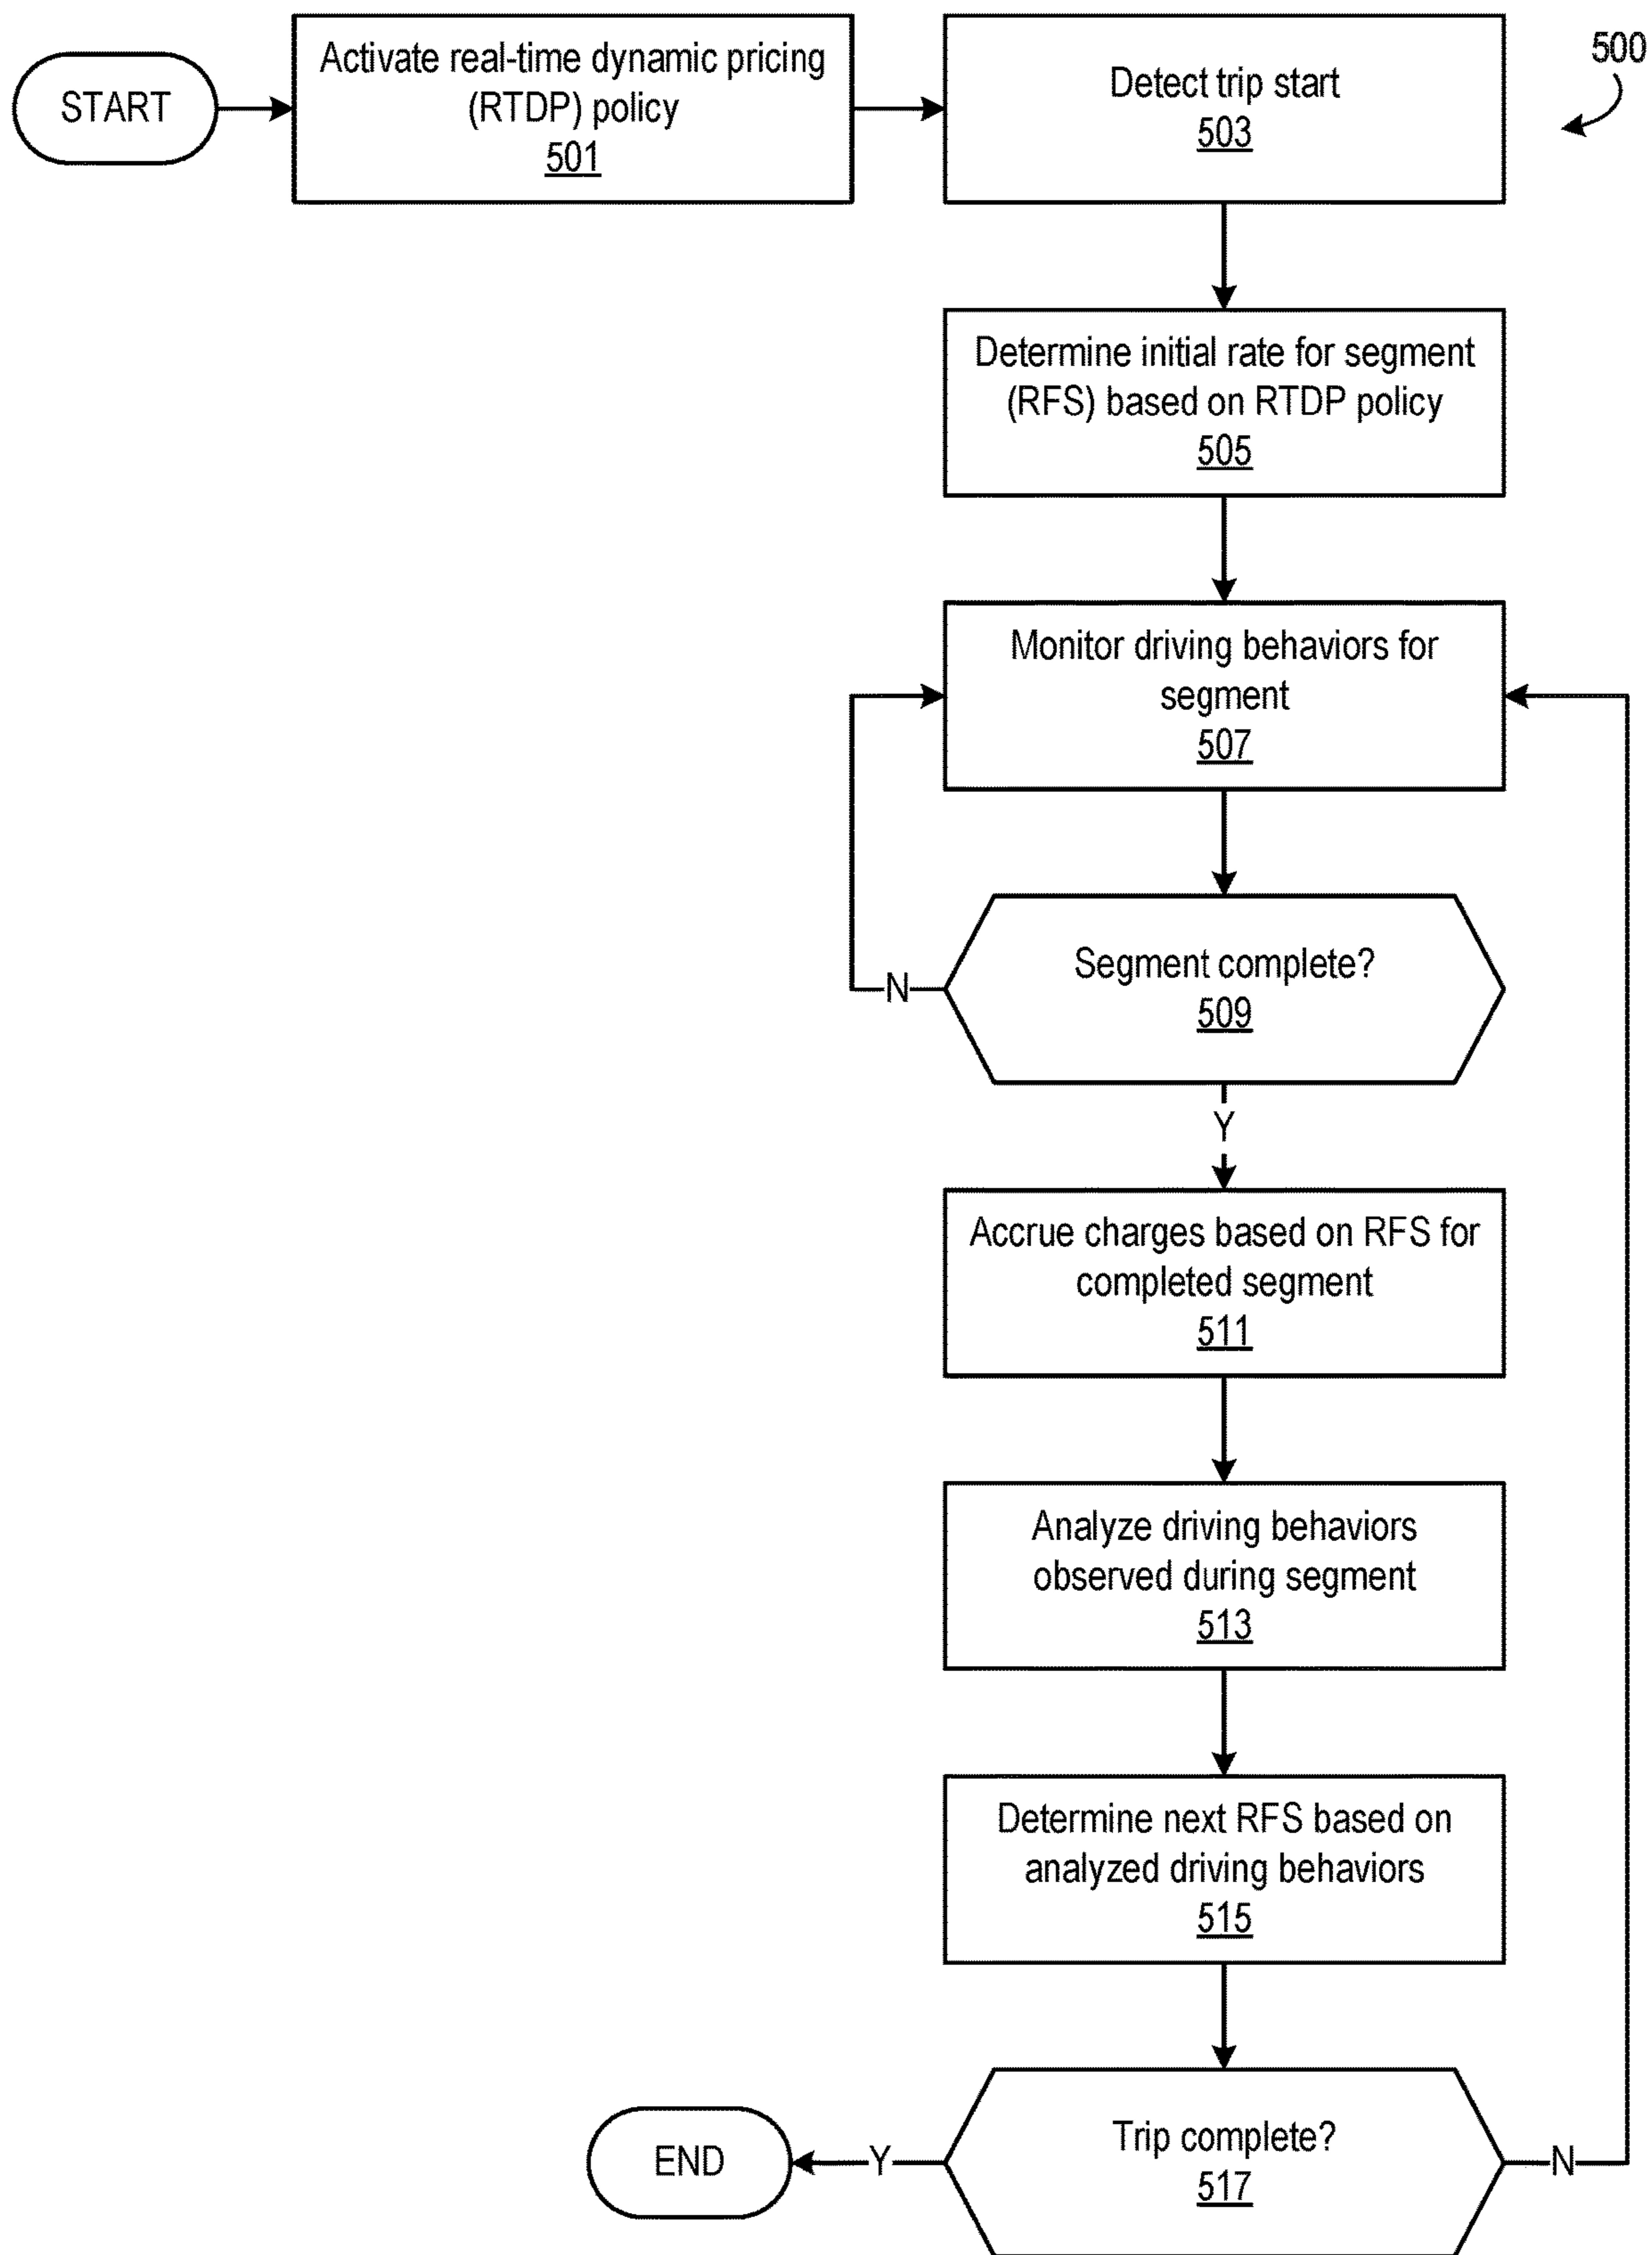 START
Activate real-time dynamic pricing
(RTDP) policy
501
Detect trip start
503
500
Determine initial rate for segment
(RFS) based on RTDP policy
505
Monitor driving behaviors for
segment
507
Segment complete?
509
N
Y
Accrue charges based on RFS for
completed segment
511
Analyze driving behaviors
observed during segment
513
Determine next RFS based on
analyzed driving behaviors
515
Trip complete?
517
Y
N
END